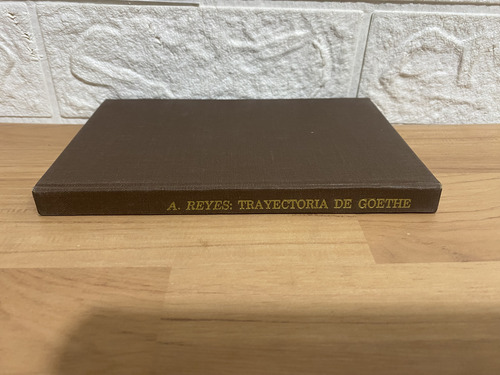 A. REYES: TRAYECTORIA DE GOETHE